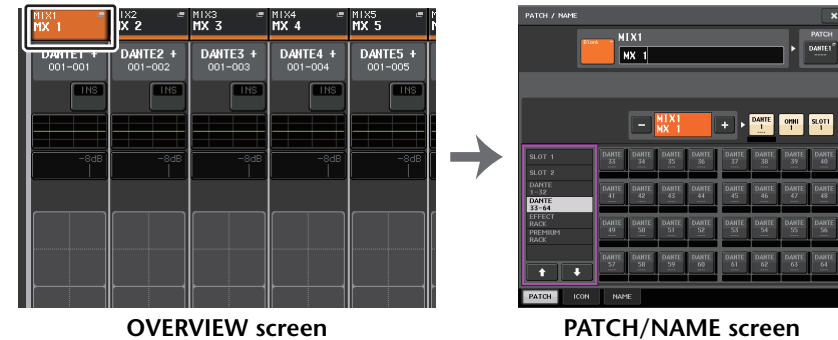 MIX1 IX2 MIX3 MIX4 MIX5
MX 1 X 2 MX 3 MX 4 MX 5
DANTE1 + DANTE2 + DANTE3 + DANTE4 + DANTE5 +
001-001 001-002 001-003 001-004 001-005
INS INS INS INS INS
-8dB -8dB -8dB -8dB -8dB
OVERVIEW screen
PATCH / NAME
Blank MIX1 PATCH
MX 1 DANTE1
- MIX1 + DANTE OMNI SLOT1
MX 1 1 1 1
SLOT 1
SLOT 2
DANTE
1-32
DANTE
33-64
EFFECT
RACK
PREMIUM
RACK
DANTE DANTE DANTE DANTE DANTE DANTE DANTE DANTE
33 34 35 36 37 38 39 40
DANTE DANTE DANTE DANTE DANTE DANTE DANTE DANTE
41 42 43 44 45 46 47 48
DANTE DANTE DANTE DANTE DANTE DANTE DANTE DANTE
49 50 51 52 53 54 55 56
DANTE DANTE DANTE DANTE DANTE DANTE DANTE DANTE
57 58 59 60 61 62 63 64
PATCH ICON NAME
PATCH/NAME screen